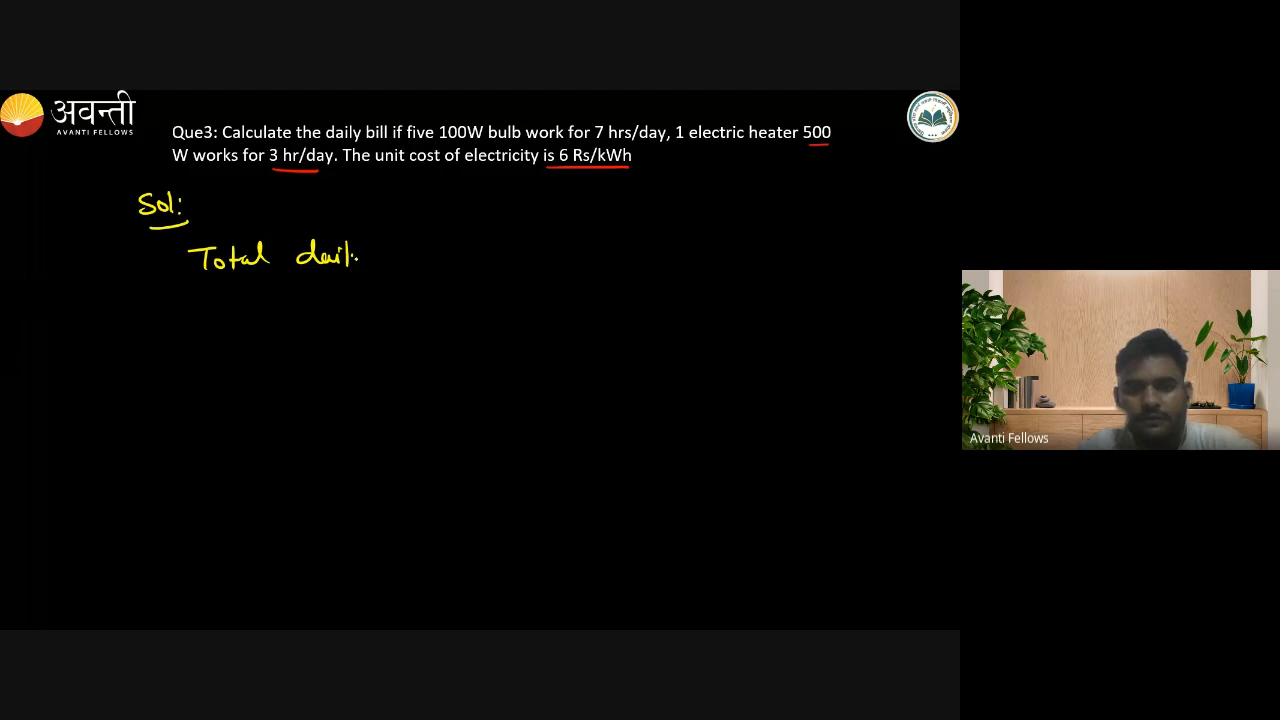 अवन्ती
AVANTI FELLOWS
Que3: Calculate the daily bill if five 100W bulb work for 7 hrs/day, 1 electric heater 500
W works for 3 hr/day. The unit cost of electricity is 6 Rs/kWh
Sol:
Total dail
Avanti Fellows